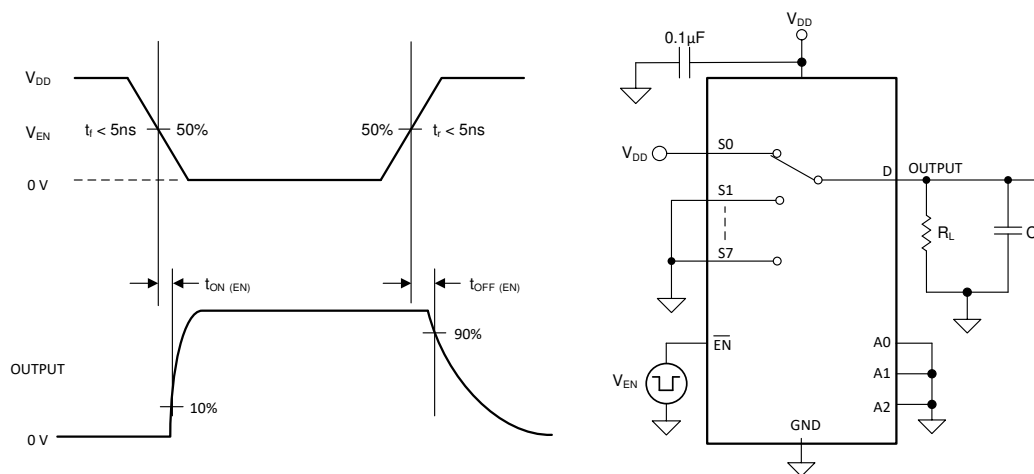 V_DD
V_EN
t_f < 5ns
50%
50%
t_r < 5ns
0 V
t_ON (EN)
t_OFF (EN)
90%
OUTPUT
10%
0 V
V_DD
0.1µF
V_DD
S0
D
OUTPUT
S1
R_L
C
S7
EN
A0
V_EN
A1
A2
GND